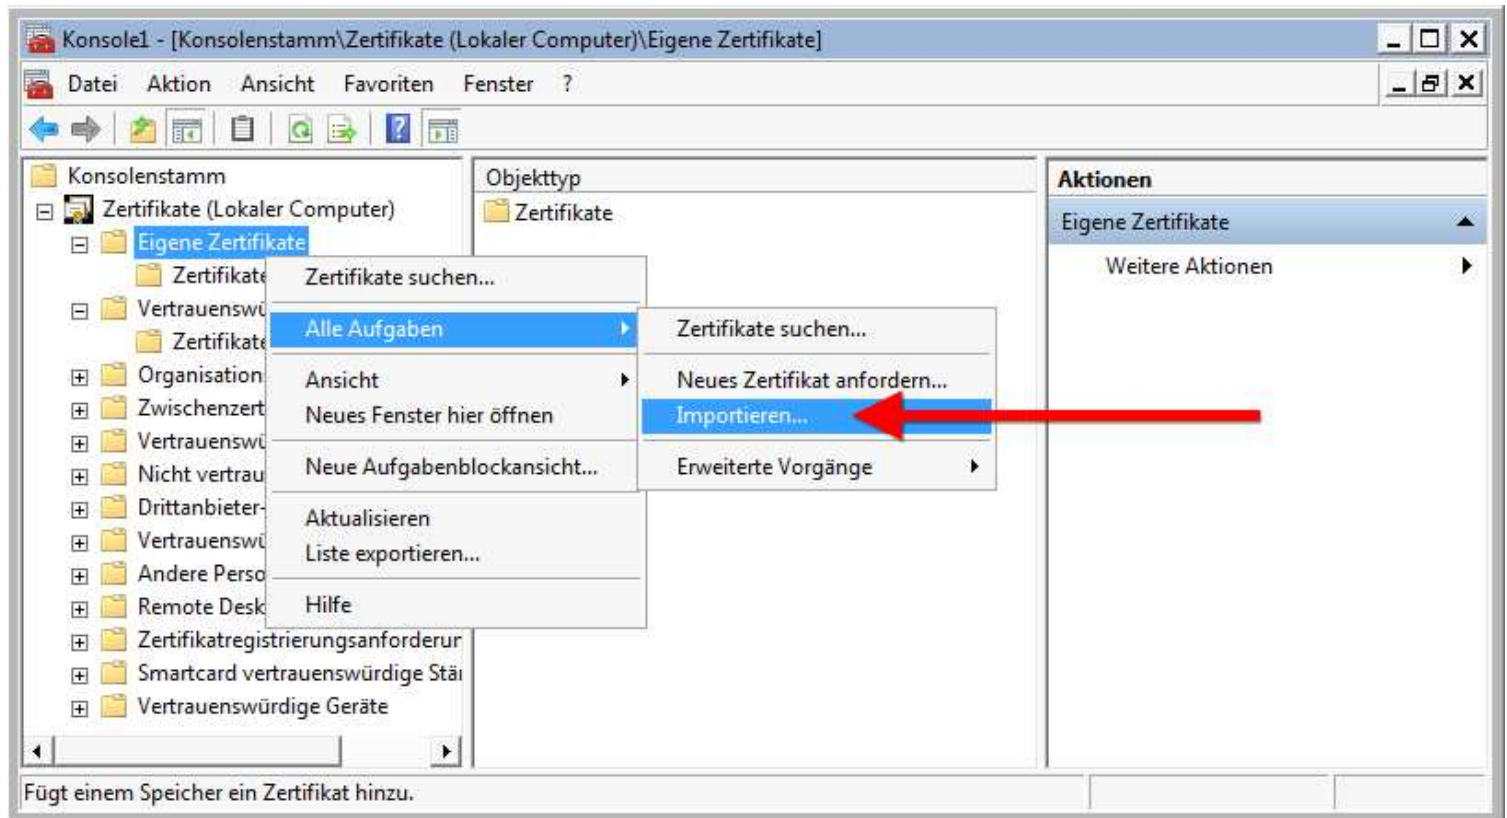 Konsole1 - [Konsolenstamm\Zertifikate (Lokaler Computer)\Eigene Zertifikate]
Datei Aktion Ansicht Favoriten Fenster ?
Konsolenstamm
Zertifikate (Lokaler Computer)
Eigene Zertifikate
Zertifikate
Vertrauenswü
Zertifikate
Organisation
Zwischenzert
Vertrauenswü
Nicht vertrau
Drittanbieter-
Vertrauenswü
Andere Perso
Remote Desk
Zertifikatregistrierungsanforderur
Smartcard vertrauenswürdige Stä
Vertrauenswürdige Geräte
Zertifikate suchen...
Alle Aufgaben
Ansicht
Neues Fenster hier öffnen
Neue Aufgabenblockansicht...
Aktualisieren
Liste exportieren...
Hilfe
Zertifikate suchen...
Neues Zertifikat anfordern...
Importieren...
Erweiterte Vorgänge
Objekttyp
Zertifikate
Aktionen
Eigene Zertifikate
Weitere Aktionen
Fügt einem Speicher ein Zertifikat hinzu.